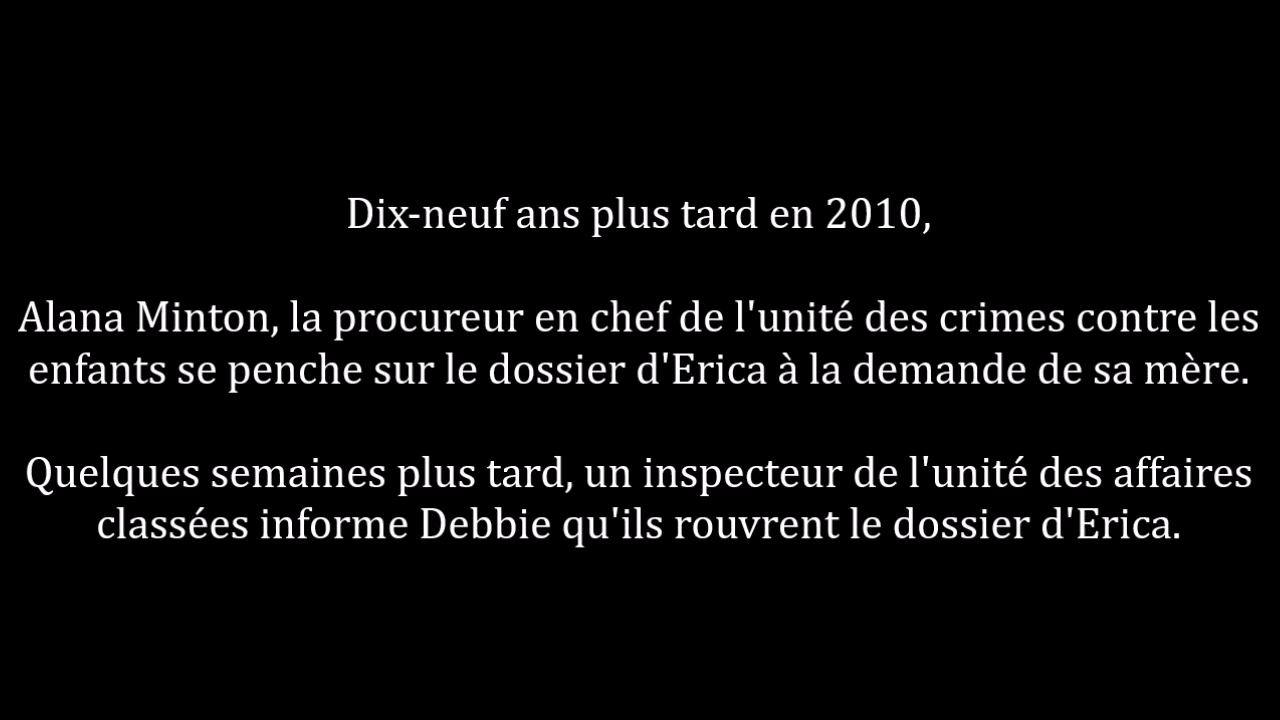 Dix-neuf ans plus tard en 2010,
Alana Minton, la procureur en chef de l'unité des crimes contre les
enfants se penche sur le dossier d'Erica à la demande de sa mère.
Quelques semaines plus tard, un inspecteur de l'unité des affaires
classées informe Debbie qu'ils rouvrent le dossier d'Erica.